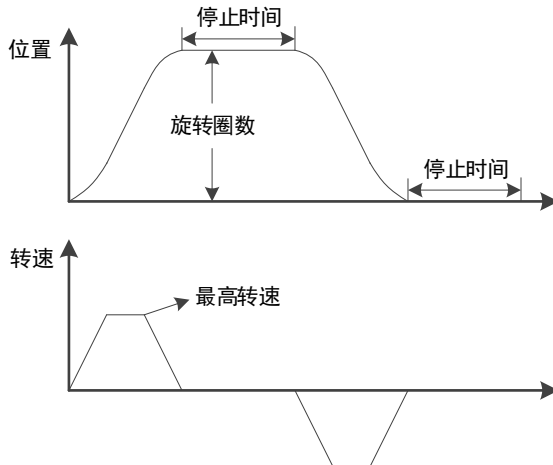 停止时间
位置
旋转圈数
停止时间
转速
最高转速